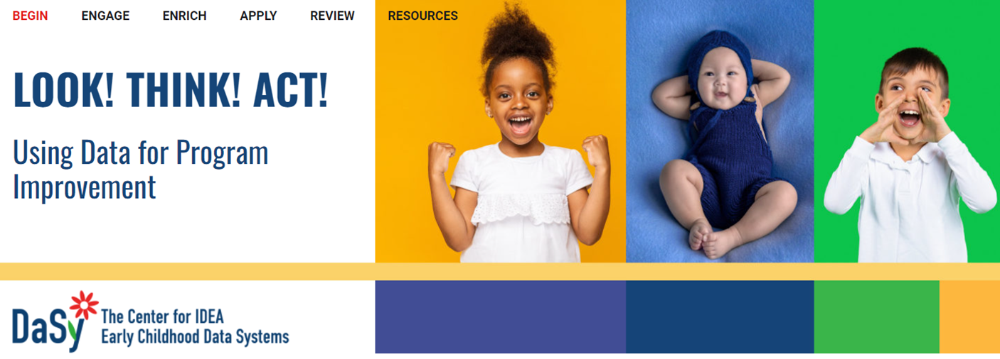 BEGIN ENGAGE ENRICH APPLY REVIEW RESOURCES
LOOK! THINK! ACT!
Using Data for Program
Improvement
DaSy The Center for IDEA
Early Childhood Data Systems